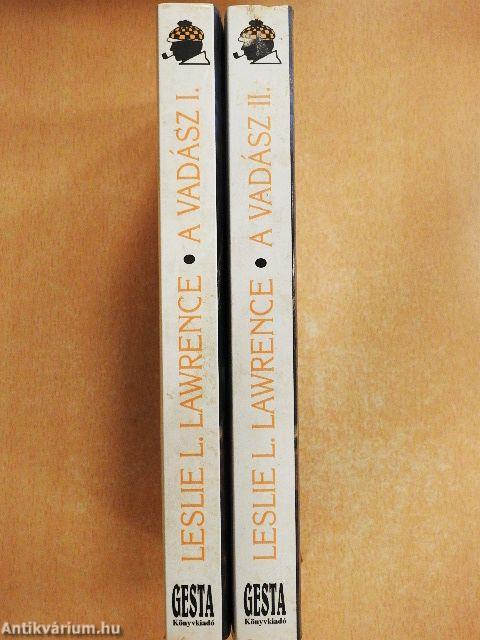 LESLIE L. LAWRENCE • A VADÁSZ I.
GESTA
Könyvkiadó
LESLIE L. LAWRENCE • A VADÁSZ II.
GESTA
Könyvkiadó
Antikvárium.hu